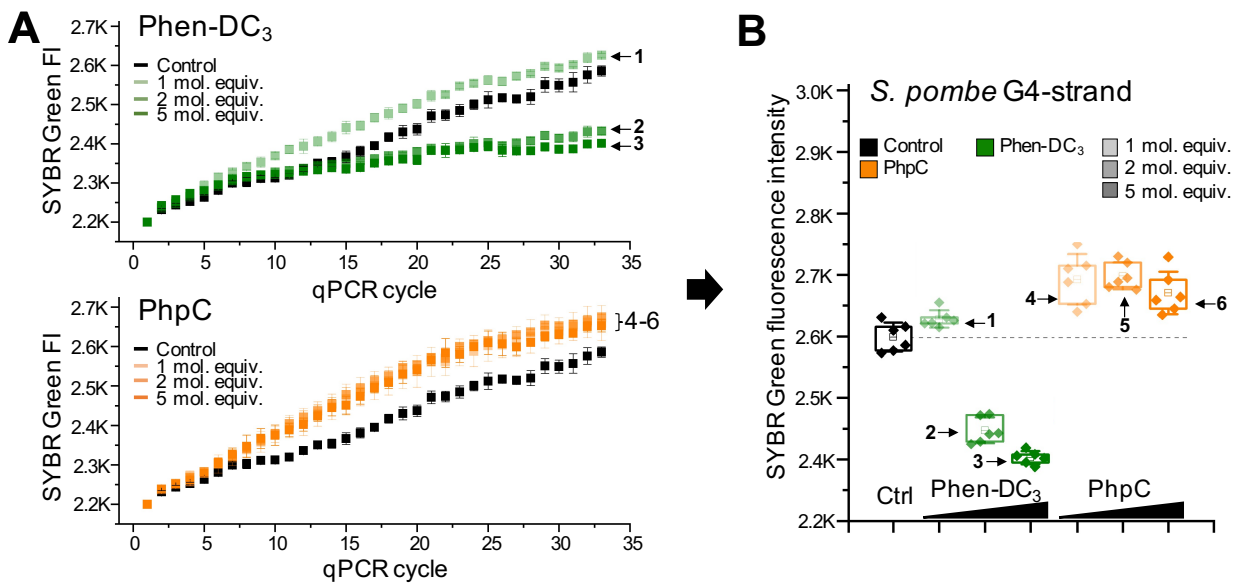 A
Phen-DC₃
2.7K
2.6K
2.5K
2.4K
2.3K
2.2K
SYBR Green FI
Control
1 mol. equiv.
2 mol. equiv.
5 mol. equiv.
1
2
3
0 5 10 15 20 25 30 35
qPCR cycle
PhpC
2.7K
2.6K
2.5K
2.4K
2.3K
2.2K
SYBR Green FI
Control
1 mol. equiv.
2 mol. equiv.
5 mol. equiv.
4-6
0 5 10 15 20 25 30 35
qPCR cycle
B
S. pombe G4-strand
3.0K
2.9K
2.8K
2.7K
2.6K
2.4K
2.4K
2.2K
SYBR Green fluorescence intensity
Control
PhpC
Phen-DC₃
1 mol. equiv.
2 mol. equiv.
5 mol. equiv.
4
5
6
1
2
3
Ctrl Phen-DC₃ PhpC